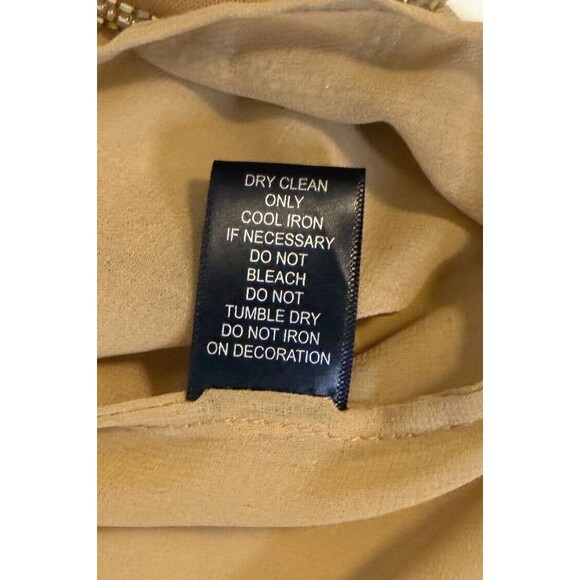 DRY CLEAN
ONLY
COOL IRON
IF NECESSARY
DO NOT
BLEACH
DO NOT
TUMBLE DRY
DO NOT IRON
ON DECORATION